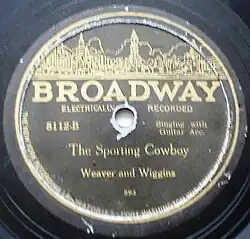 BROADWAY
ELECTRICALLY RECORDED
8112-B
Singing with
Guitar Acc.
The Sporting Cowboy
Weaver and Wiggins